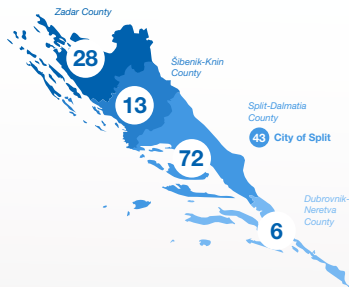 Zadar County
28
Šibenik-Knin
County
13
Split-Dalmatia
County
43 City of Split
72
Dubrovnik-
Neretva
County
6